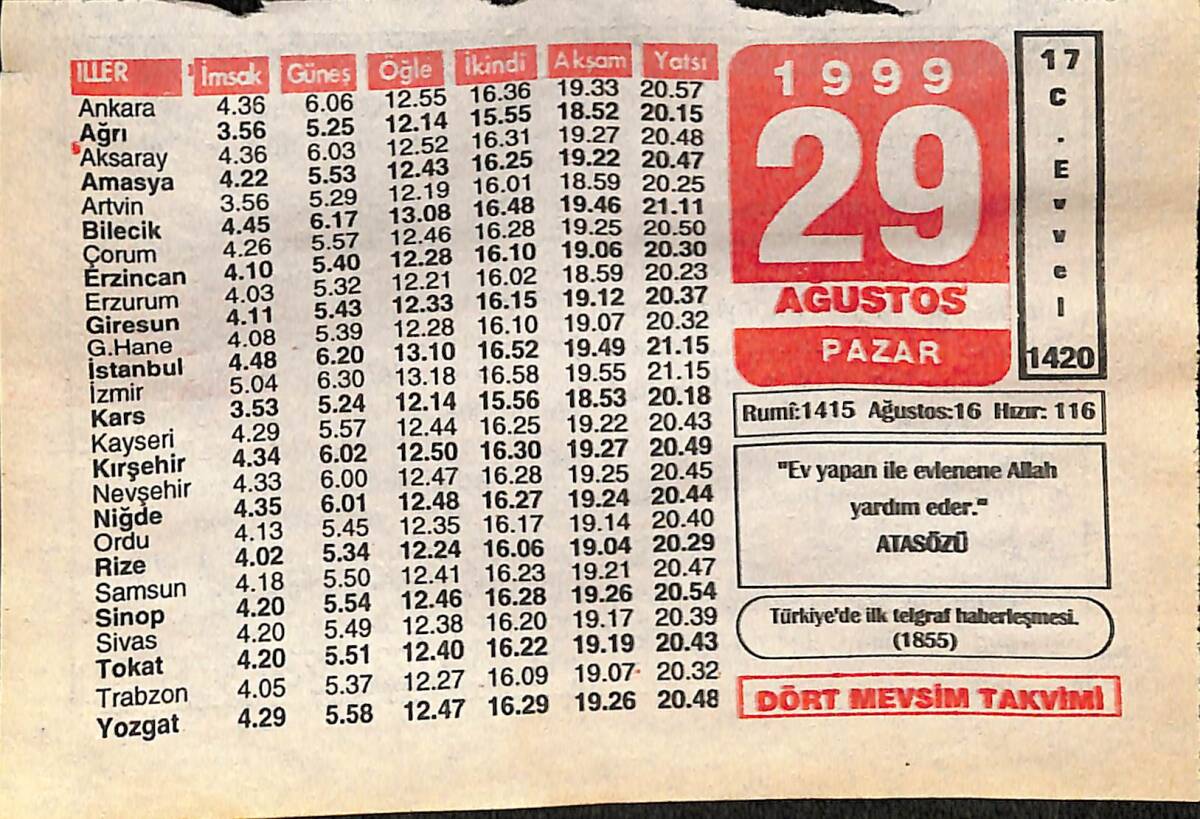 İLLER İmsak Güneş Öğle İkindi Akşam Yatsı
Ankara 4.36 6.06 12.55 16.36 19.33 20.57
Ağrı 3.56 5.25 12.14 15.55 18.52 20.15
Aksaray 4.36 6.03 12.52 16.31 19.27 20.48
Amasya 4.22 5.53 12.43 16.25 19.22 20.47
Artvin 3.56 5.29 12.19 16.01 18.59 20.25
Bilecik 4.45 6.17 13.08 16.48 19.46 21.11
Çorum 4.26 5.57 12.46 16.28 19.25 20.50
Erzincan 4.10 5.40 12.28 16.10 19.06 20.30
Erzurum 4.03 5.32 12.21 16.02 18.59 20.23
Giresun 4.11 5.43 12.33 16.15 19.12 20.37
G.Hane 4.08 5.39 12.28 16.10 19.07 20.32
İstanbul 4.48 6.20 13.10 16.52 19.49 21.15
İzmir 5.04 6.30 13.18 16.58 19.55 21.15
Kars 3.53 5.24 12.14 15.56 18.53 20.18
Kayseri 4.29 5.57 12.44 16.25 19.22 20.43
Kırşehir 4.34 6.02 12.50 16.30 19.27 20.49
Nevşehir 4.33 6.00 12.47 16.28 19.25 20.45
Niğde 4.35 6.01 12.48 16.27 19.24 20.44
Ordu 4.13 5.45 12.35 16.17 19.14 20.40
Rize 4.02 5.34 12.24 16.06 19.04 20.29
Samsun 4.18 5.50 12.41 16.23 19.21 20.47
Sinop 4.20 5.54 12.46 16.28 19.26 20.54
Sivas 4.20 5.49 12.38 16.20 19.17 20.39
Tokat 4.20 5.51 12.40 16.22 19.19 20.43
Trabzon 4.05 5.37 12.27 16.09 19.07 20.32
Yozgat 4.29 5.58 12.47 16.29 19.26 20.48
1999
29
AĞUSTOS
PAZAR
17
C
.
E
v
v
e
l
1420
Rumî:1415 Ağustos:16 Hızır: 116
"Ev yapan ile evlenene Allah
yardım eder."
ATASÖZÜ
Türkiye'de ilk telgraf haberleşmesi.
(1855)
DÖRT MEVSİM TAKVİMİ